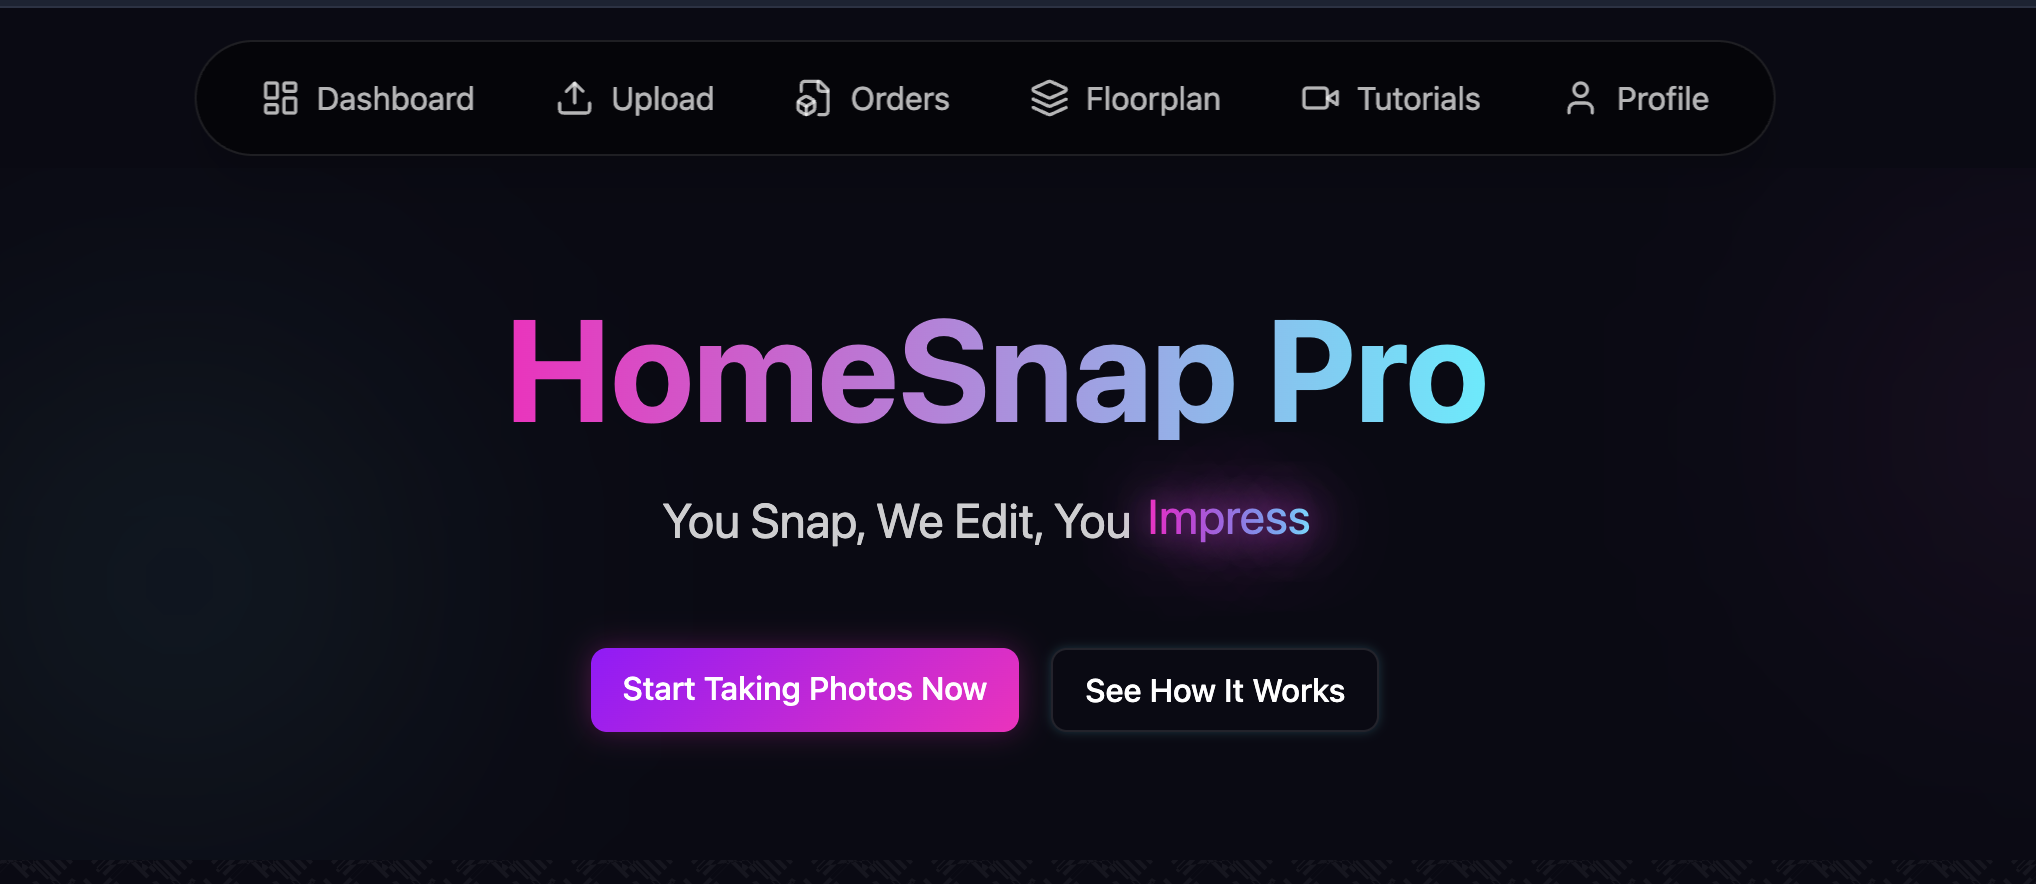 Dashboard Upload Orders Floorplan Tutorials Profile
HomeSnap Pro
You Snap, We Edit, You Impress
Start Taking Photos Now See How It Works